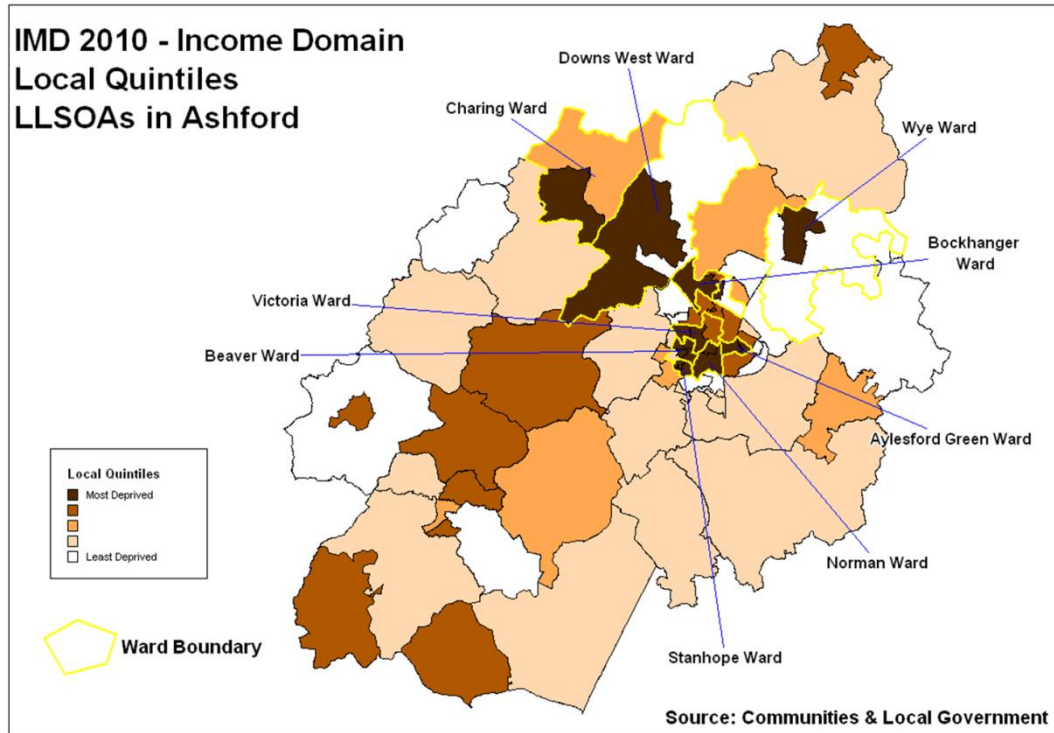 IMD 2010 - Income Domain
Local Quintiles
LLSOAs in Ashford
Downs West Ward
Charing Ward
Wye Ward
Bockhanger
Ward
Victoria Ward
Beaver Ward
Aylesford Green Ward
Norman Ward
Stanhope Ward
Local Quintiles
Most Deprived
Least Deprived
Ward Boundary
Source: Communities & Local Government